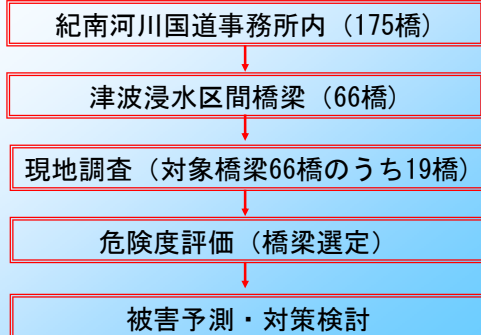 紀南河川国道事務所内（175橋）
津波浸水区間橋梁（66橋）
現地調査（対象橋梁66橋のうち19橋）
危険度評価（橋梁選定）
被害予測・対策検討